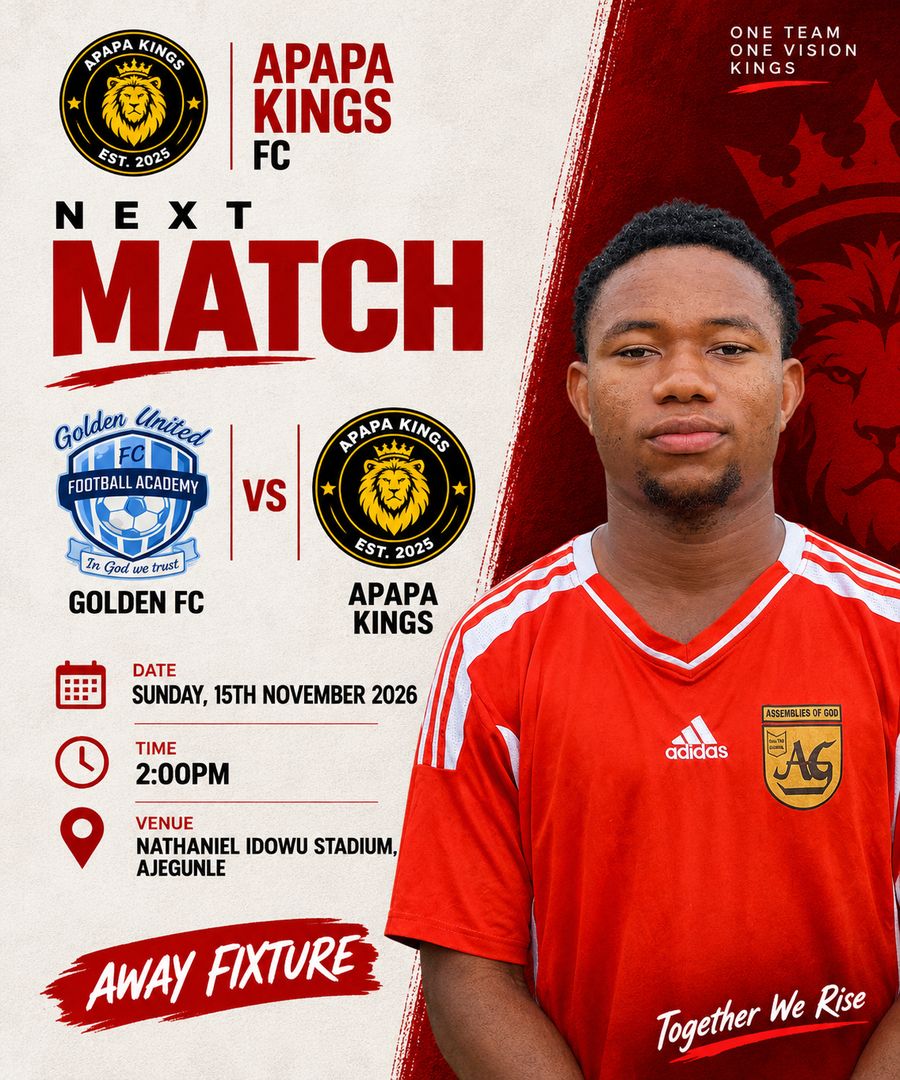 APAPA KINGS
EST. 2025
APAPA
KINGS
FC
ONE TEAM
ONE VISION
KINGS
NEXT
MATCH
Golden United
FC
FOOTBALL ACADEMY
In God we trust
GOLDEN FC
VS
APAPA KINGS
EST. 2025
APAPA
KINGS
DATE
SUNDAY, 15TH NOVEMBER 2026
TIME
2:00PM
VENUE
NATHANIEL IDOWU STADIUM,
AJEGUNLE
AWAY FIXTURE
adidas
ASSEMBLIES OF GOD
AG
Together We Rise